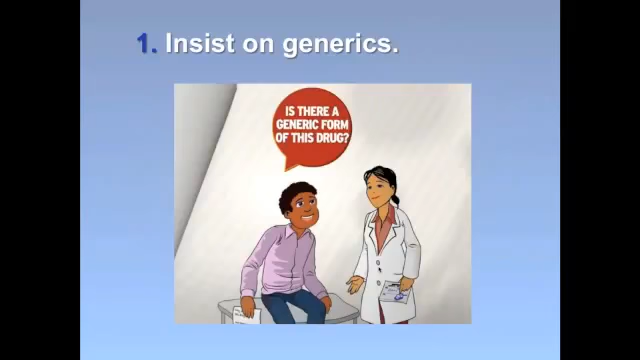 1. Insist on generics.
IS THERE A
GENERIC FORM
OF THIS DRUG?